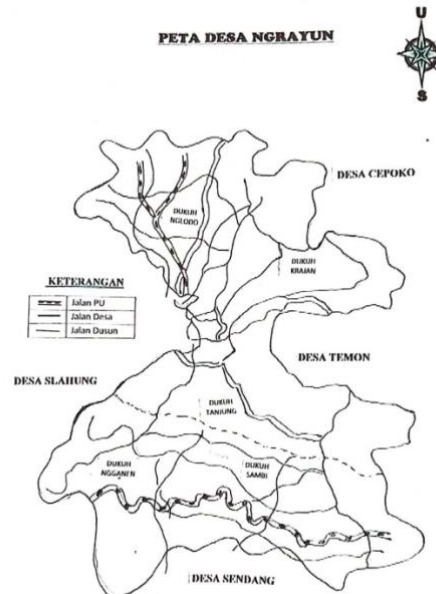 PETA DESA NGRAYUN
U
S
DESA CEPOKO
DUKUH
NGLODO
DUKUH
KRAJAN
KETERANGAN
Jalan PU
Jalan Desa
Jalan Dusun
DESA TEMON
DESA SLAHUNG
DUKUH
TANJUNG
DUKUH
NGGANEN
DUKUH
SAMBI
DESA SENDANG